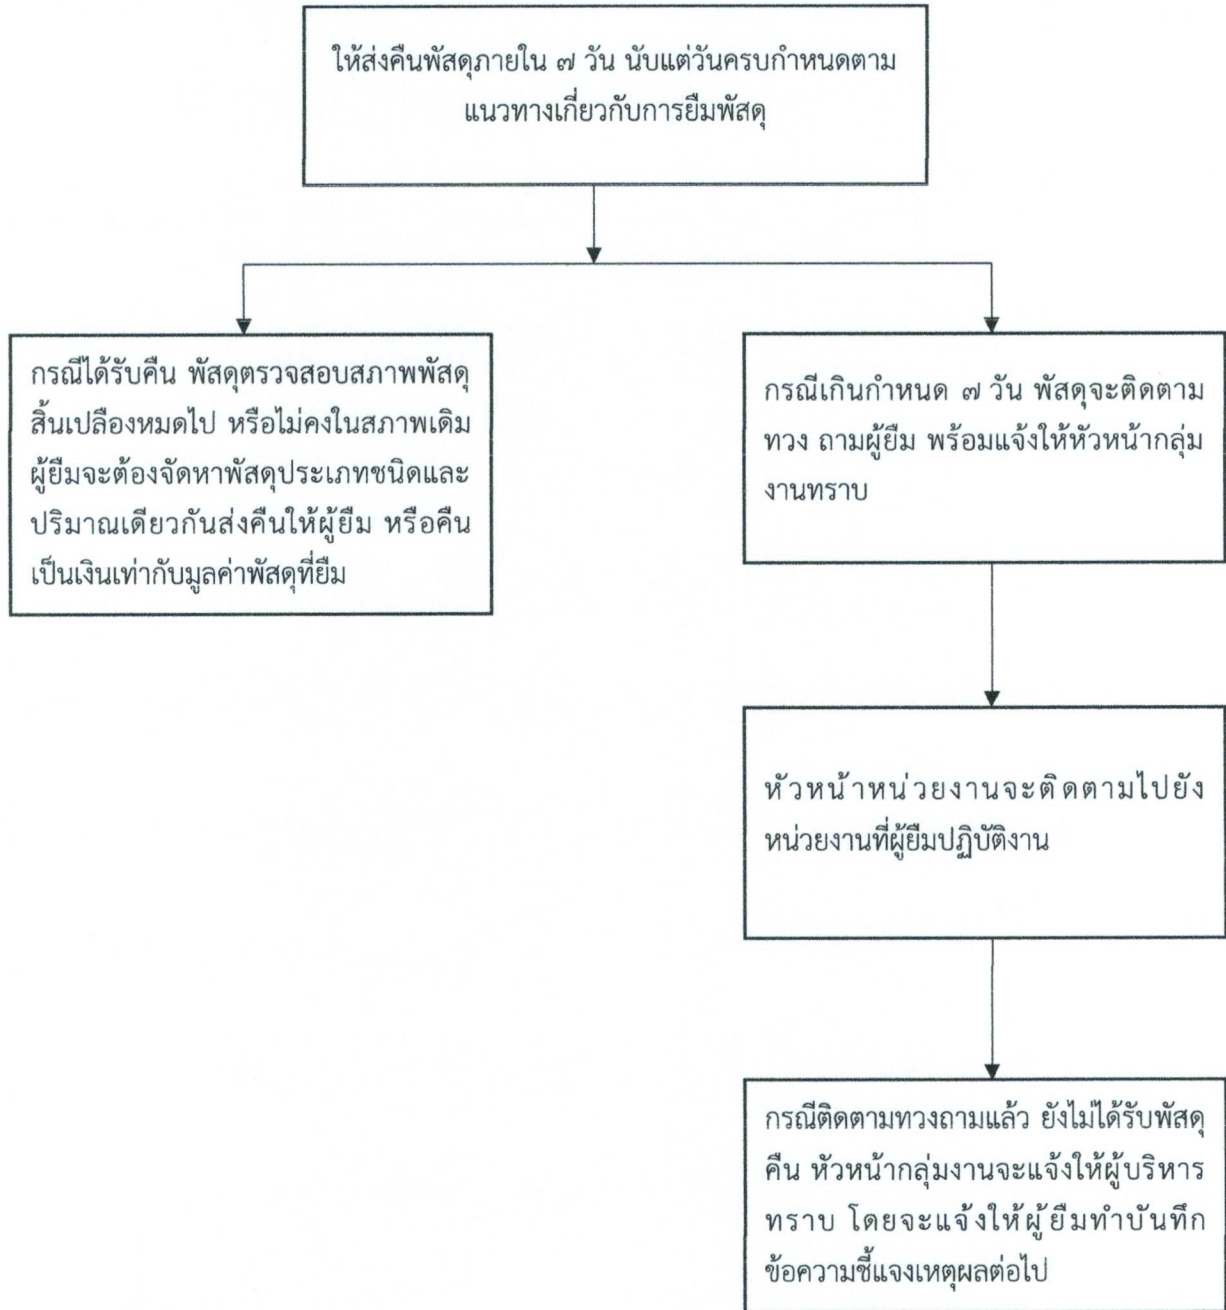 ให้ส่งคืนพัสดุภายใน ๗ วัน นับแต่วันครบกำหนดตาม
แนวทางเกี่ยวกับการยืมพัสดุ
กรณีได้รับคืน พัสดุตรวจสอบสภาพพัสดุ
สิ้นเปลืองหมดไป หรือไม่คงในสภาพเดิม
ผู้ยืมจะต้องจัดหาพัสดุประเภทชนิดและ
ปริมาณเดียวกันส่งคืนให้ผู้ยืม หรือคืน
เป็นเงินเท่ากับมูลค่าพัสดุที่ยืม
กรณีเกินกำหนด ๗ วัน พัสดุจะติดตาม
ทวง ถามผู้ยืม พร้อมแจ้งให้หัวหน้ากลุ่ม
งานทราบ
หัวหน้าหน่วยงานจะติดตามไปยัง
หน่วยงานที่ผู้ยืมปฏิบัติงาน
กรณีติดตามทวงถามแล้ว ยังไม่ได้รับพัสดุ
คืน หัวหน้ากลุ่มงานจะแจ้งให้ผู้บริหาร
ทราบ โดยจะแจ้งให้ผู้ยืมทำบันทึก
ข้อความชี้แจงเหตุผลต่อไป